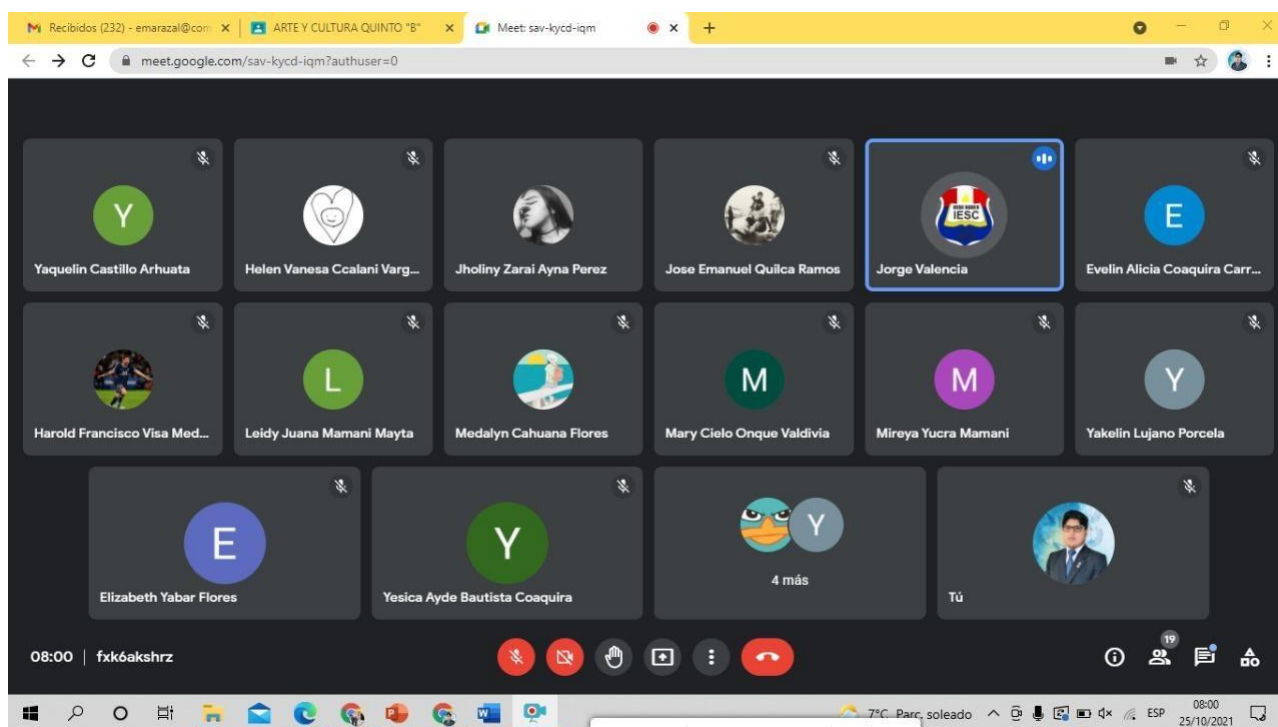 Recibidos (232) - emarazal@com
ARTE Y CULTURA QUINTO "B"
Meet: sav-kycd-iqm
meet.google.com/sav-kycd-iqm?authuser=0
Y
IESC
E
Yaquelin Castillo Arhuata
Helen Vanesa Ccalani Varg...
Jholiny Zarai Ayna Perez
Jose Emanuel Quilca Ramos
Jorge Valencia
Evelin Alicia Coaquira Carr...
L
M
M
Y
Harold Francisco Visa Med...
Leidy Juana Mamani Mayta
Medalyn Cahuana Flores
Mary Cielo Onque Valdivia
Mireya Yucra Mamani
Yakelin Lujano Porcela
E
Y
Y
4 más
Elizabeth Yabar Flores
Yesica Ayde Bautista Coaquira
Tú
08:00 | fxk6akshrz
19
7°C Parc. soleado
ESP
08:00
25/10/2021